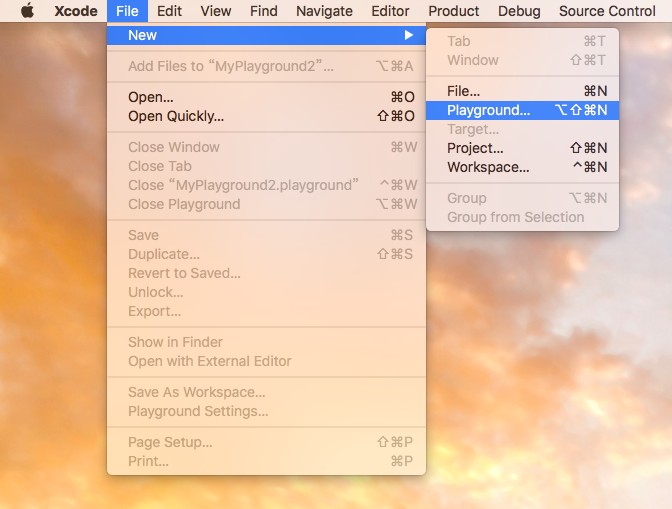 Xcode File Edit View Find Navigate Editor Product Debug Source Control
New ▶
Add Files to “MyPlayground2”... ⌥⌘A
Open... ⌘O
Open Quickly... ⇧⌘O
Close Window ⌘W
Close Tab
Close “MyPlayground2.playground” ^⌘W
Close Playground ⌥⌘W
Save ⌘S
Duplicate... ⇧⌘S
Revert to Saved...
Unlock...
Export...
Show in Finder
Open with External Editor
Save As Workspace...
Playground Settings...
Page Setup... ⇧⌘P
Print... ⌘P
Tab ⌘T
Window ⇧⌘T
File... ⌘N
Playground... ⌥⇧⌘N
Target...
Project... ⇧⌘N
Workspace... ^⌘N
Group ⌥⌘N
Group from Selection